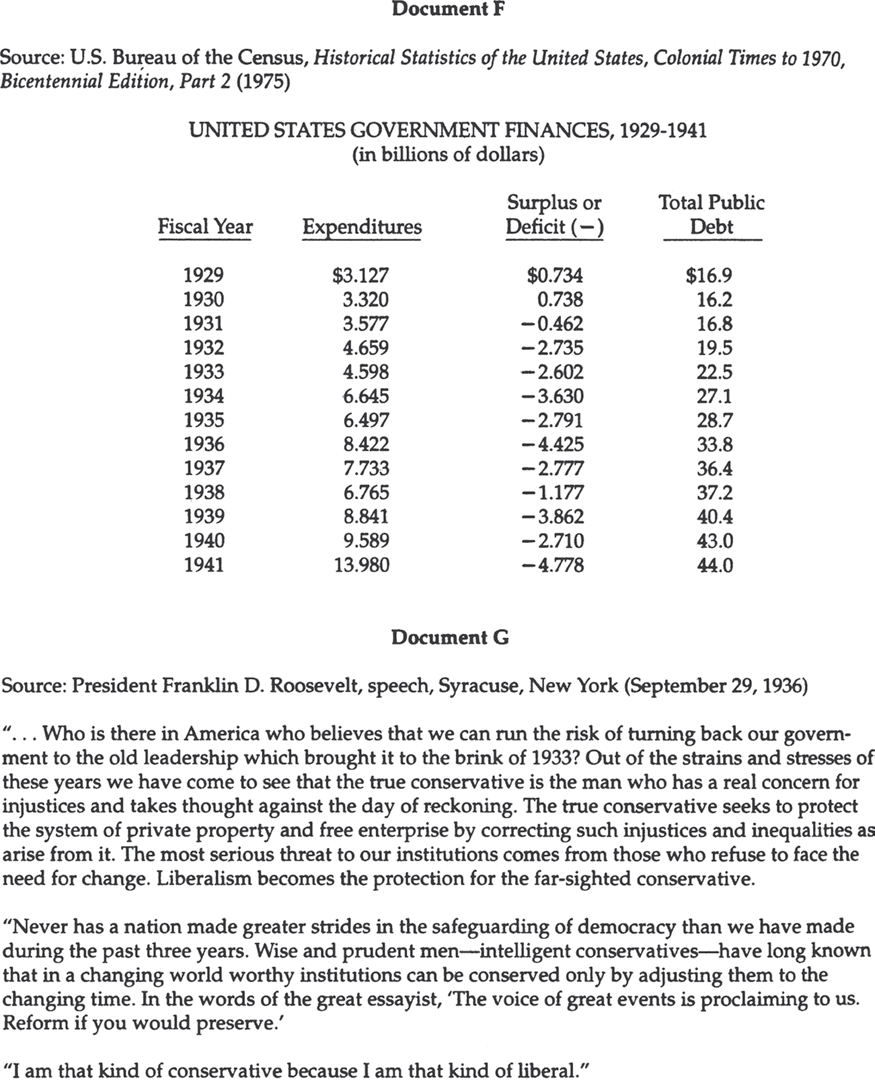 Document F
Source: U.S. Bureau of the Census, Historical Statistics of the United States, Colonial Times to 1970,
Bicentennial Edition, Part 2 (1975)
UNITED STATES GOVERNMENT FINANCES, 1929-1941
(in billions of dollars)
Surplus or Total Public
Fiscal Year Expenditures Deficit (−) Debt
1929 $3.127 $0.734 $16.9
1930 3.320 0.738 16.2
1931 3.577 −0.462 16.8
1932 4.659 −2.735 19.5
1933 4.598 −2.602 22.5
1934 6.645 −3.630 27.1
1935 6.497 −2.791 28.7
1936 8.422 −4.425 33.8
1937 7.733 −2.777 36.4
1938 6.765 −1.177 37.2
1939 8.841 −3.862 40.4
1940 9.589 −2.710 43.0
1941 13.980 −4.778 44.0
Document G
Source: President Franklin D. Roosevelt, speech, Syracuse, New York (September 29, 1936)
“. . . Who is there in America who believes that we can run the risk of turning back our govern-
ment to the old leadership which brought it to the brink of 1933? Out of the strains and stresses of
these years we have come to see that the true conservative is the man who has a real concern for
injustices and takes thought against the day of reckoning. The true conservative seeks to protect
the system of private property and free enterprise by correcting such injustices and inequalities as
arise from it. The most serious threat to our institutions comes from those who refuse to face the
need for change. Liberalism becomes the protection for the far-sighted conservative.
“Never has a nation made greater strides in the safeguarding of democracy than we have made
during the past three years. Wise and prudent men—intelligent conservatives—have long known
that in a changing world worthy institutions can be conserved only by adjusting them to the
changing time. In the words of the great essayist, ‘The voice of great events is proclaiming to us.
Reform if you would preserve.’
“I am that kind of conservative because I am that kind of liberal.”